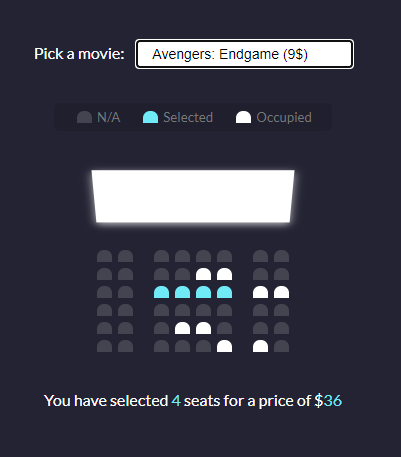 Pick a movie: Avengers: Endgame (9$)
N/A Selected Occupied
You have selected 4 seats for a price of $36